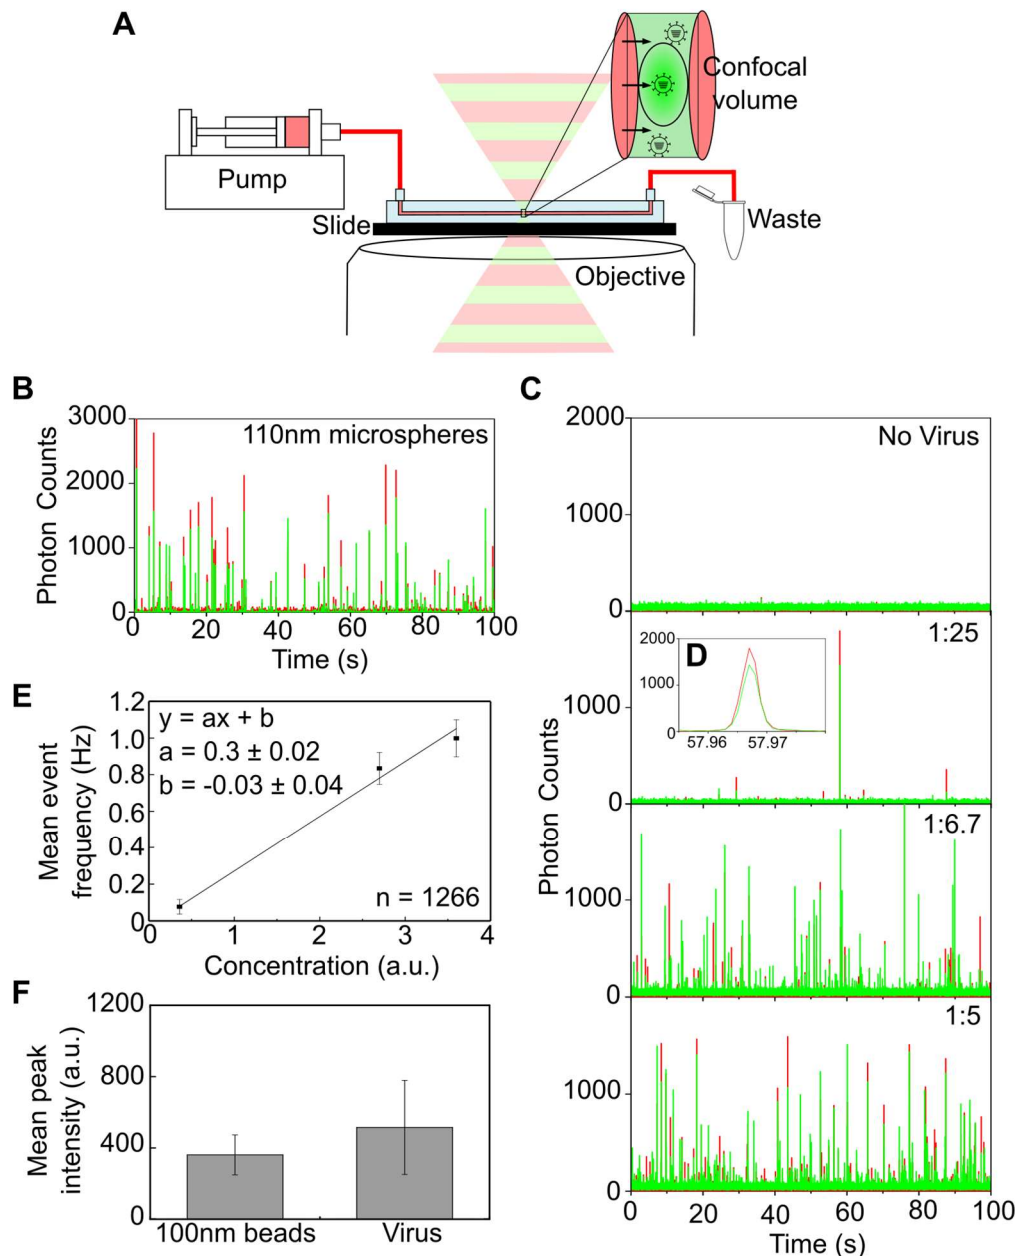 A
Confocal
volume
Pump
Slide
Waste
Objective
B
3000
2000
1000
0
110nm microspheres
Photon Counts
0 20 40 60 80 100
Time (s)
C
2000
No Virus
1000
0
1:25
D
2000
1000
0
57.96 57.97
1000
0
1:6.7
1000
0
1:5
1000
0
Photon Counts
0 20 40 60 80 100
Time (s)
E
1.2
1.0
0.8
0.6
0.4
0.2
0
y = ax + b
a = 0.3 ± 0.02
b = -0.03 ± 0.04
n = 1266
Mean event
frequency (Hz)
0 1 2 3 4
Concentration (a.u.)
F
1200
800
400
0
Mean peak
intensity (a.u.)
100nm beads Virus